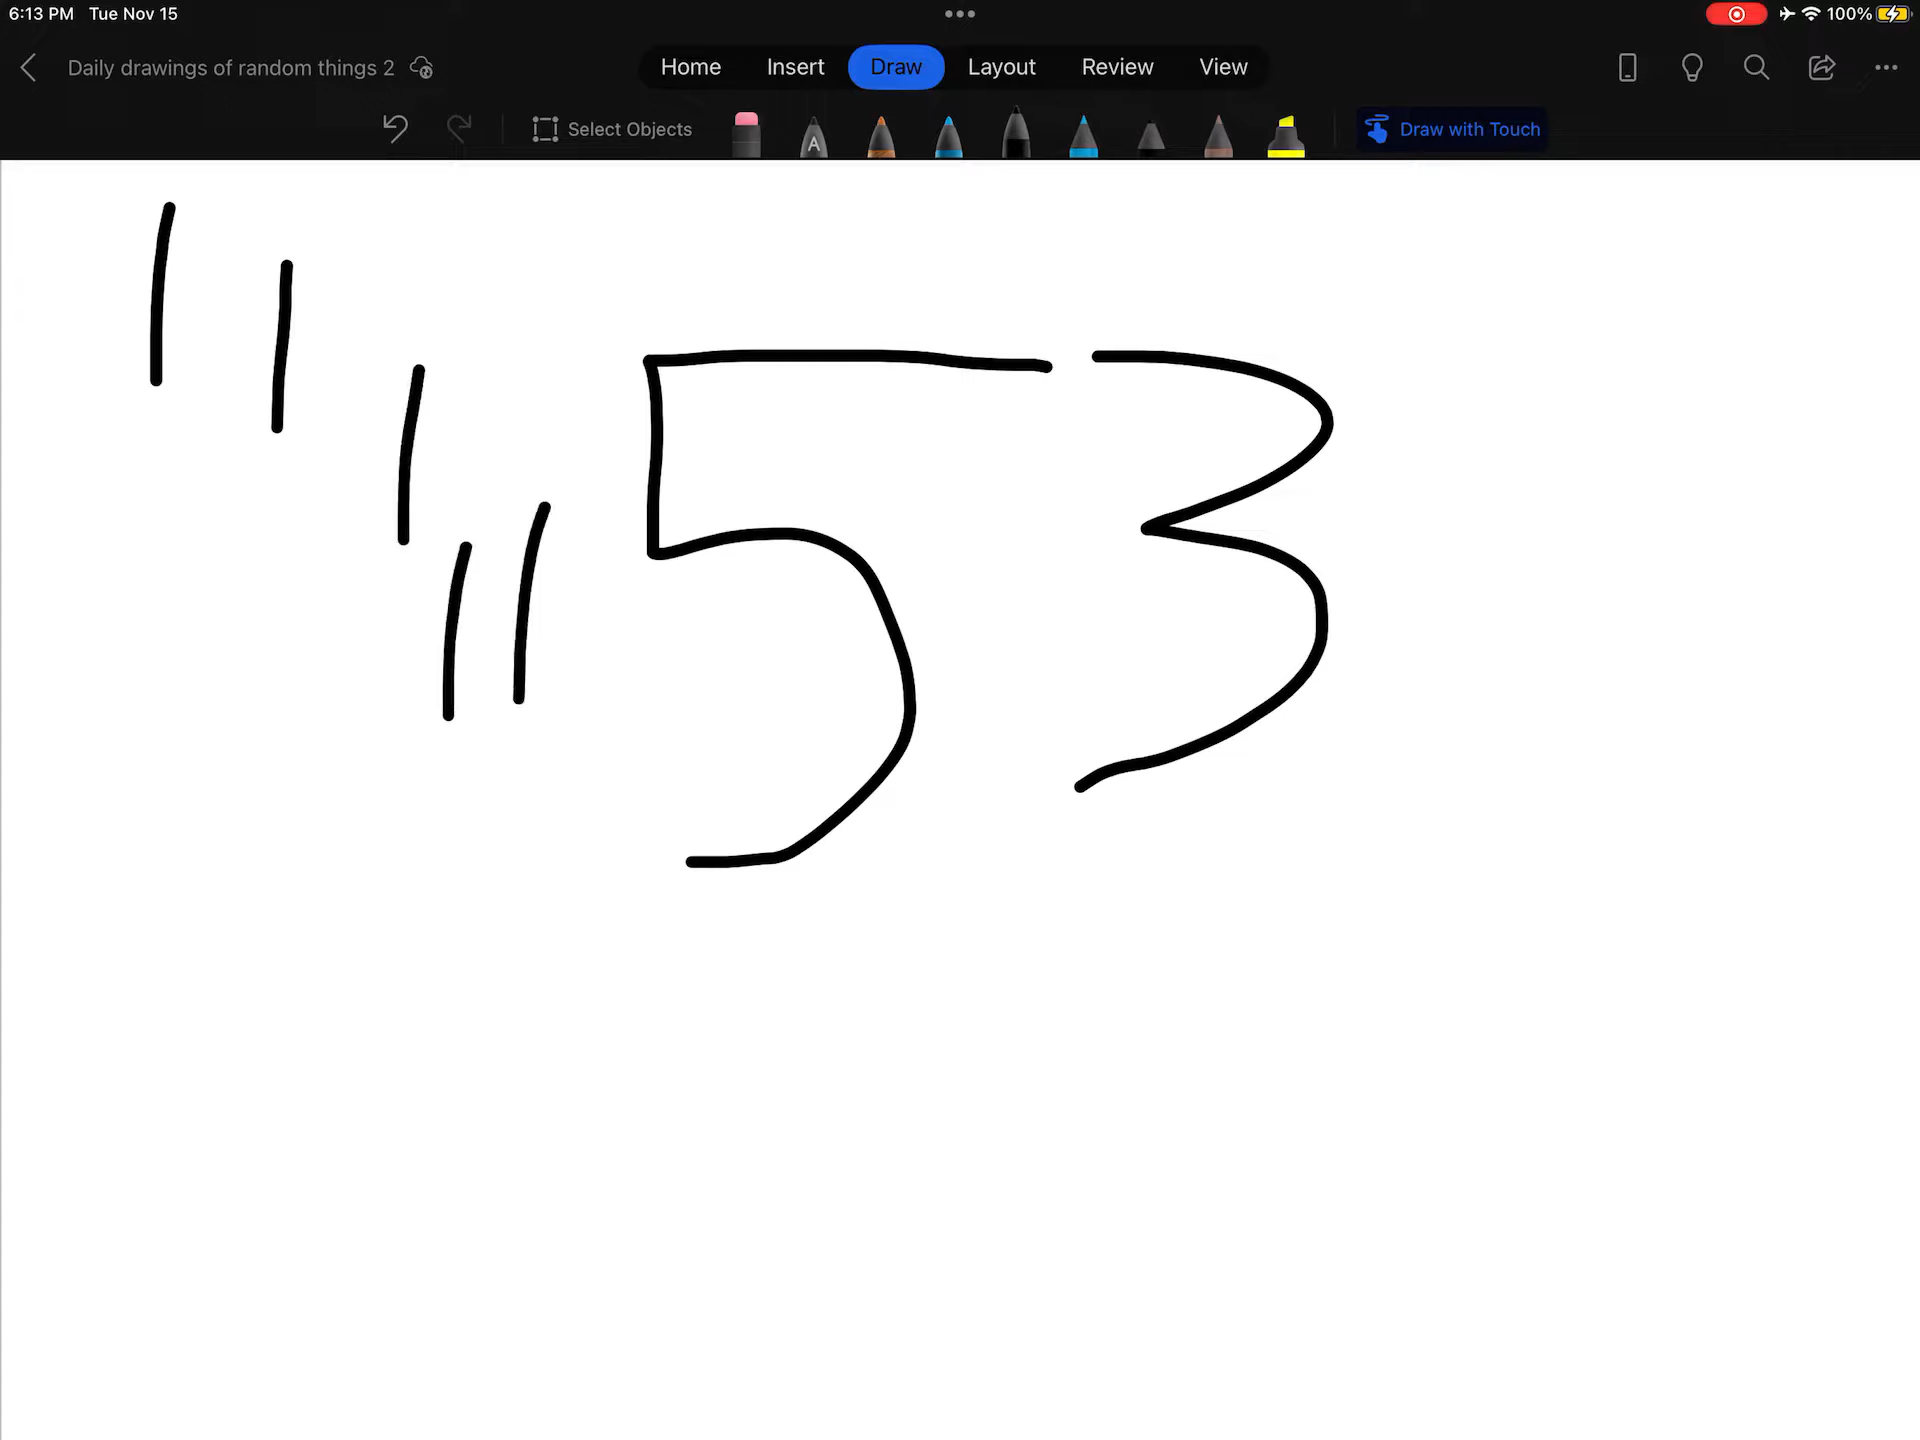 6:13 PM Tue Nov 15 100%
Daily drawings of random things 2 Home Insert Draw Layout Review View
Select Objects A Draw with Touch
11111 53